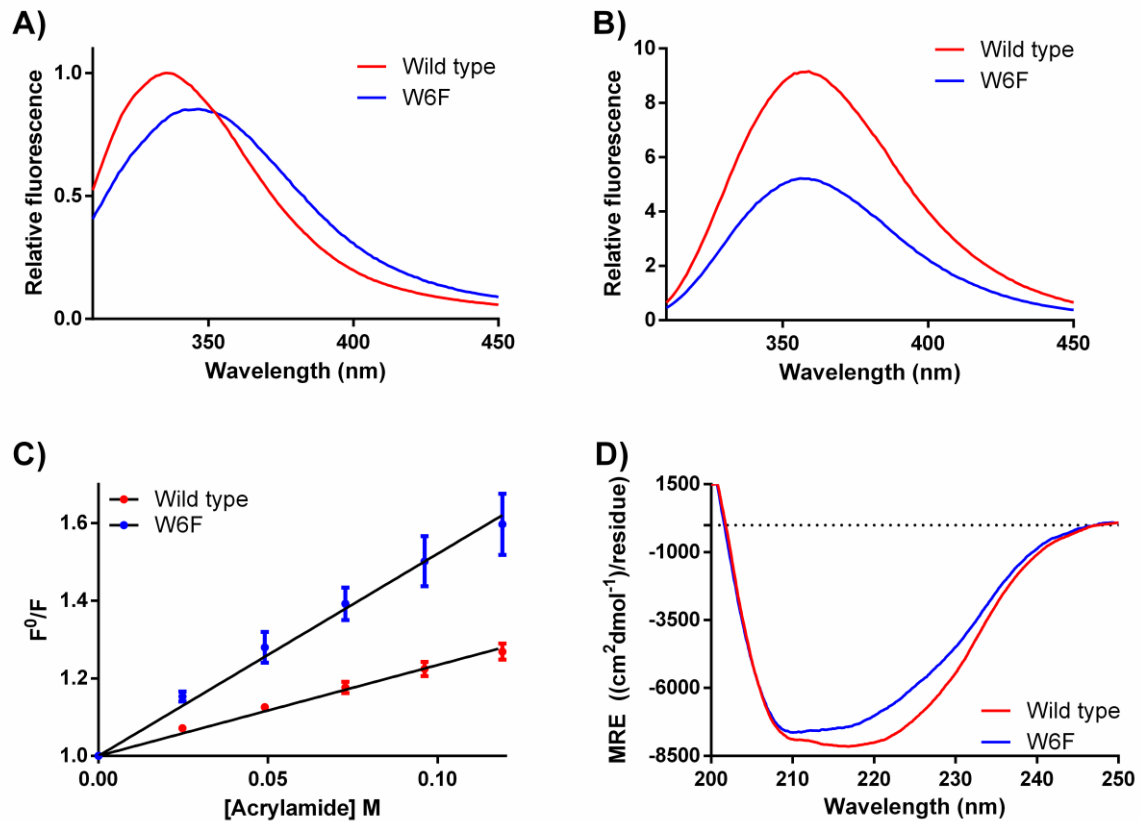 A)
Relative fluorescence
1.0
0.5
0.0
Wild type
W6F
350
400
450
Wavelength (nm)
B)
Relative fluorescence
10
8
6
4
2
0
Wild type
W6F
350
400
450
Wavelength (nm)
C)
F⁰/F
1.6
1.4
1.2
1.0
Wild type
W6F
0.00
0.05
0.10
[Acrylamide] M
D)
MRE ((cm²dmol⁻¹)/residue)
1500
-1000
-3500
-6000
-8500
Wild type
W6F
200
210
220
230
240
250
Wavelength (nm)